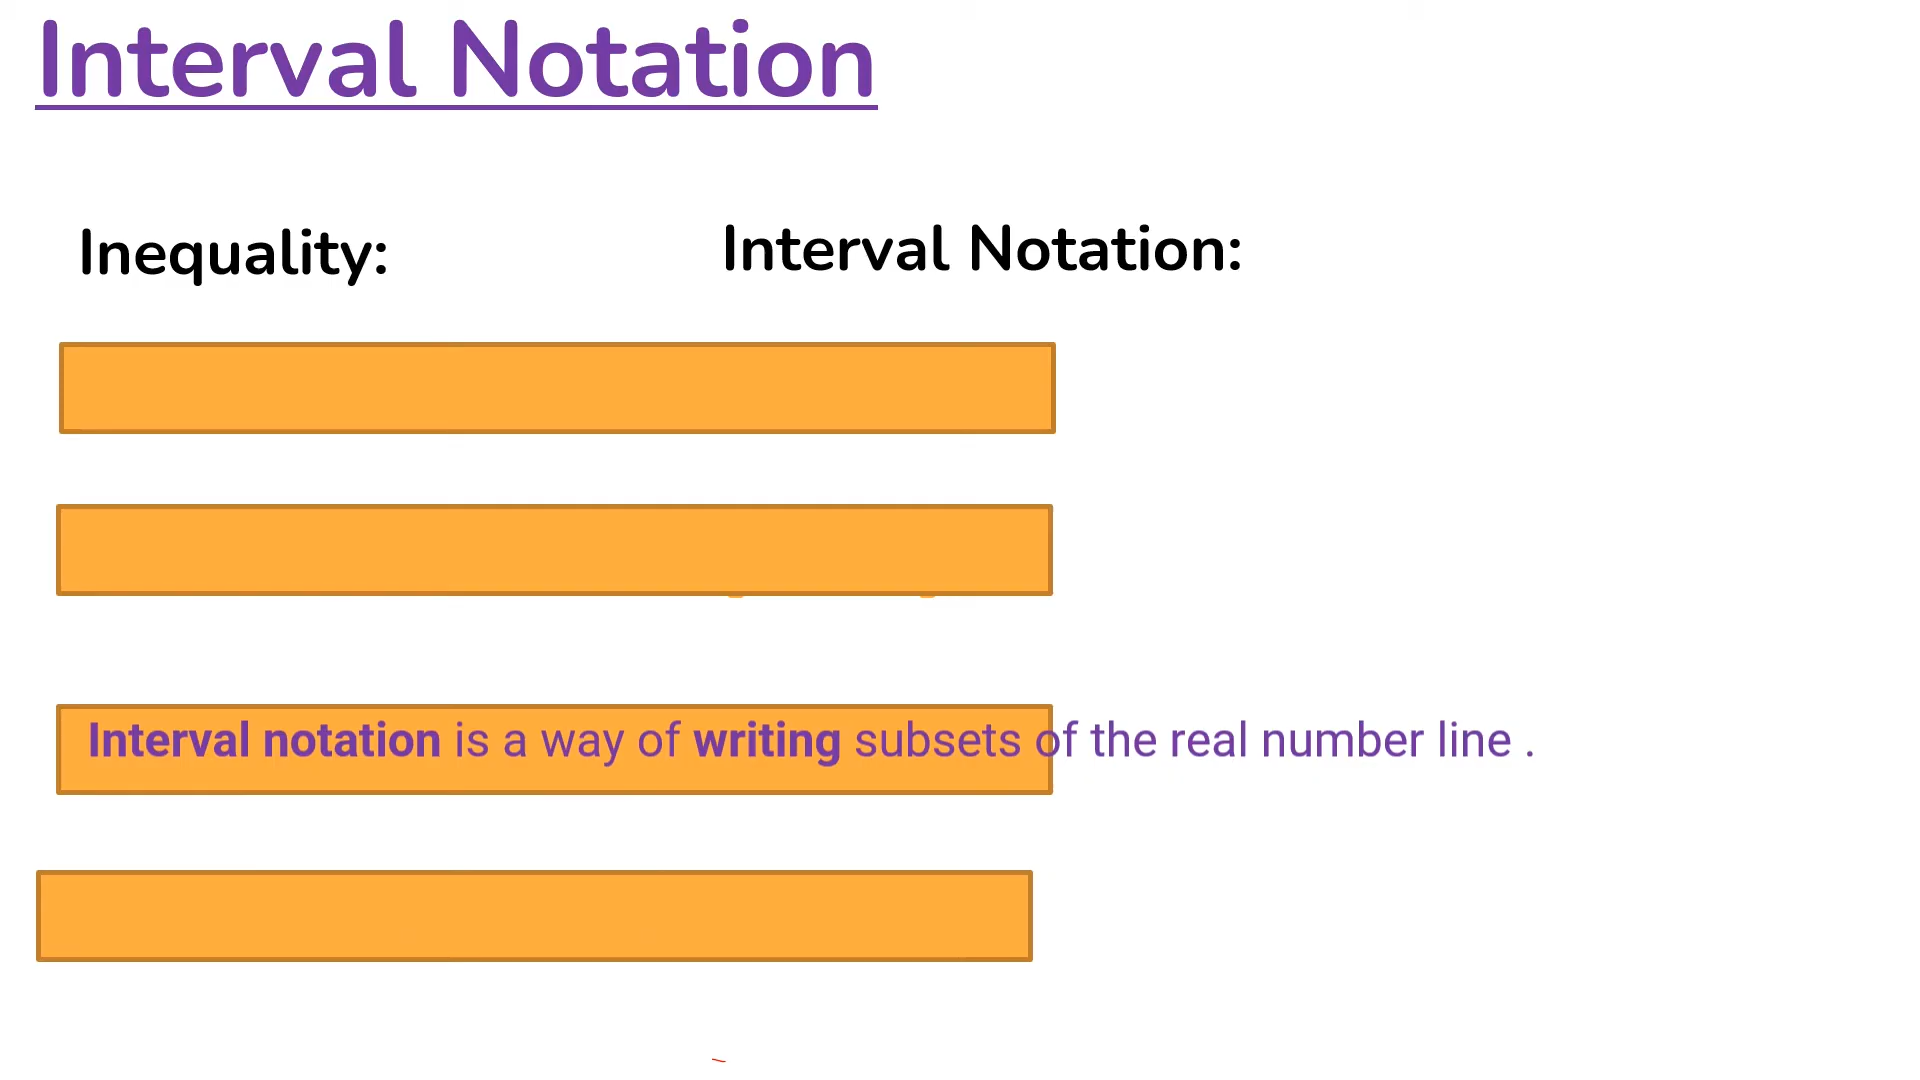 Interval Notation
Inequality:
Interval Notation:
Interval notation is a way of writing subsets of the real number line .